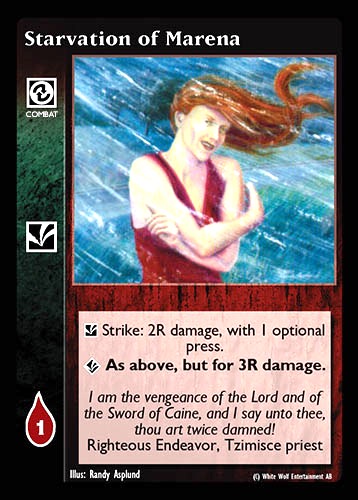 Starvation of Marena
COMBAT
Strike: 2R damage, with 1 optional
press.
As above, but for 3R damage.
I am the vengeance of the Lord and of
the Sword of Caine, and I say unto thee,
thou art twice damned!
Righteous Endeavor, Tzimisce priest
1
Illus: Randy Asplund
(C) White Wolf Entertainment AB